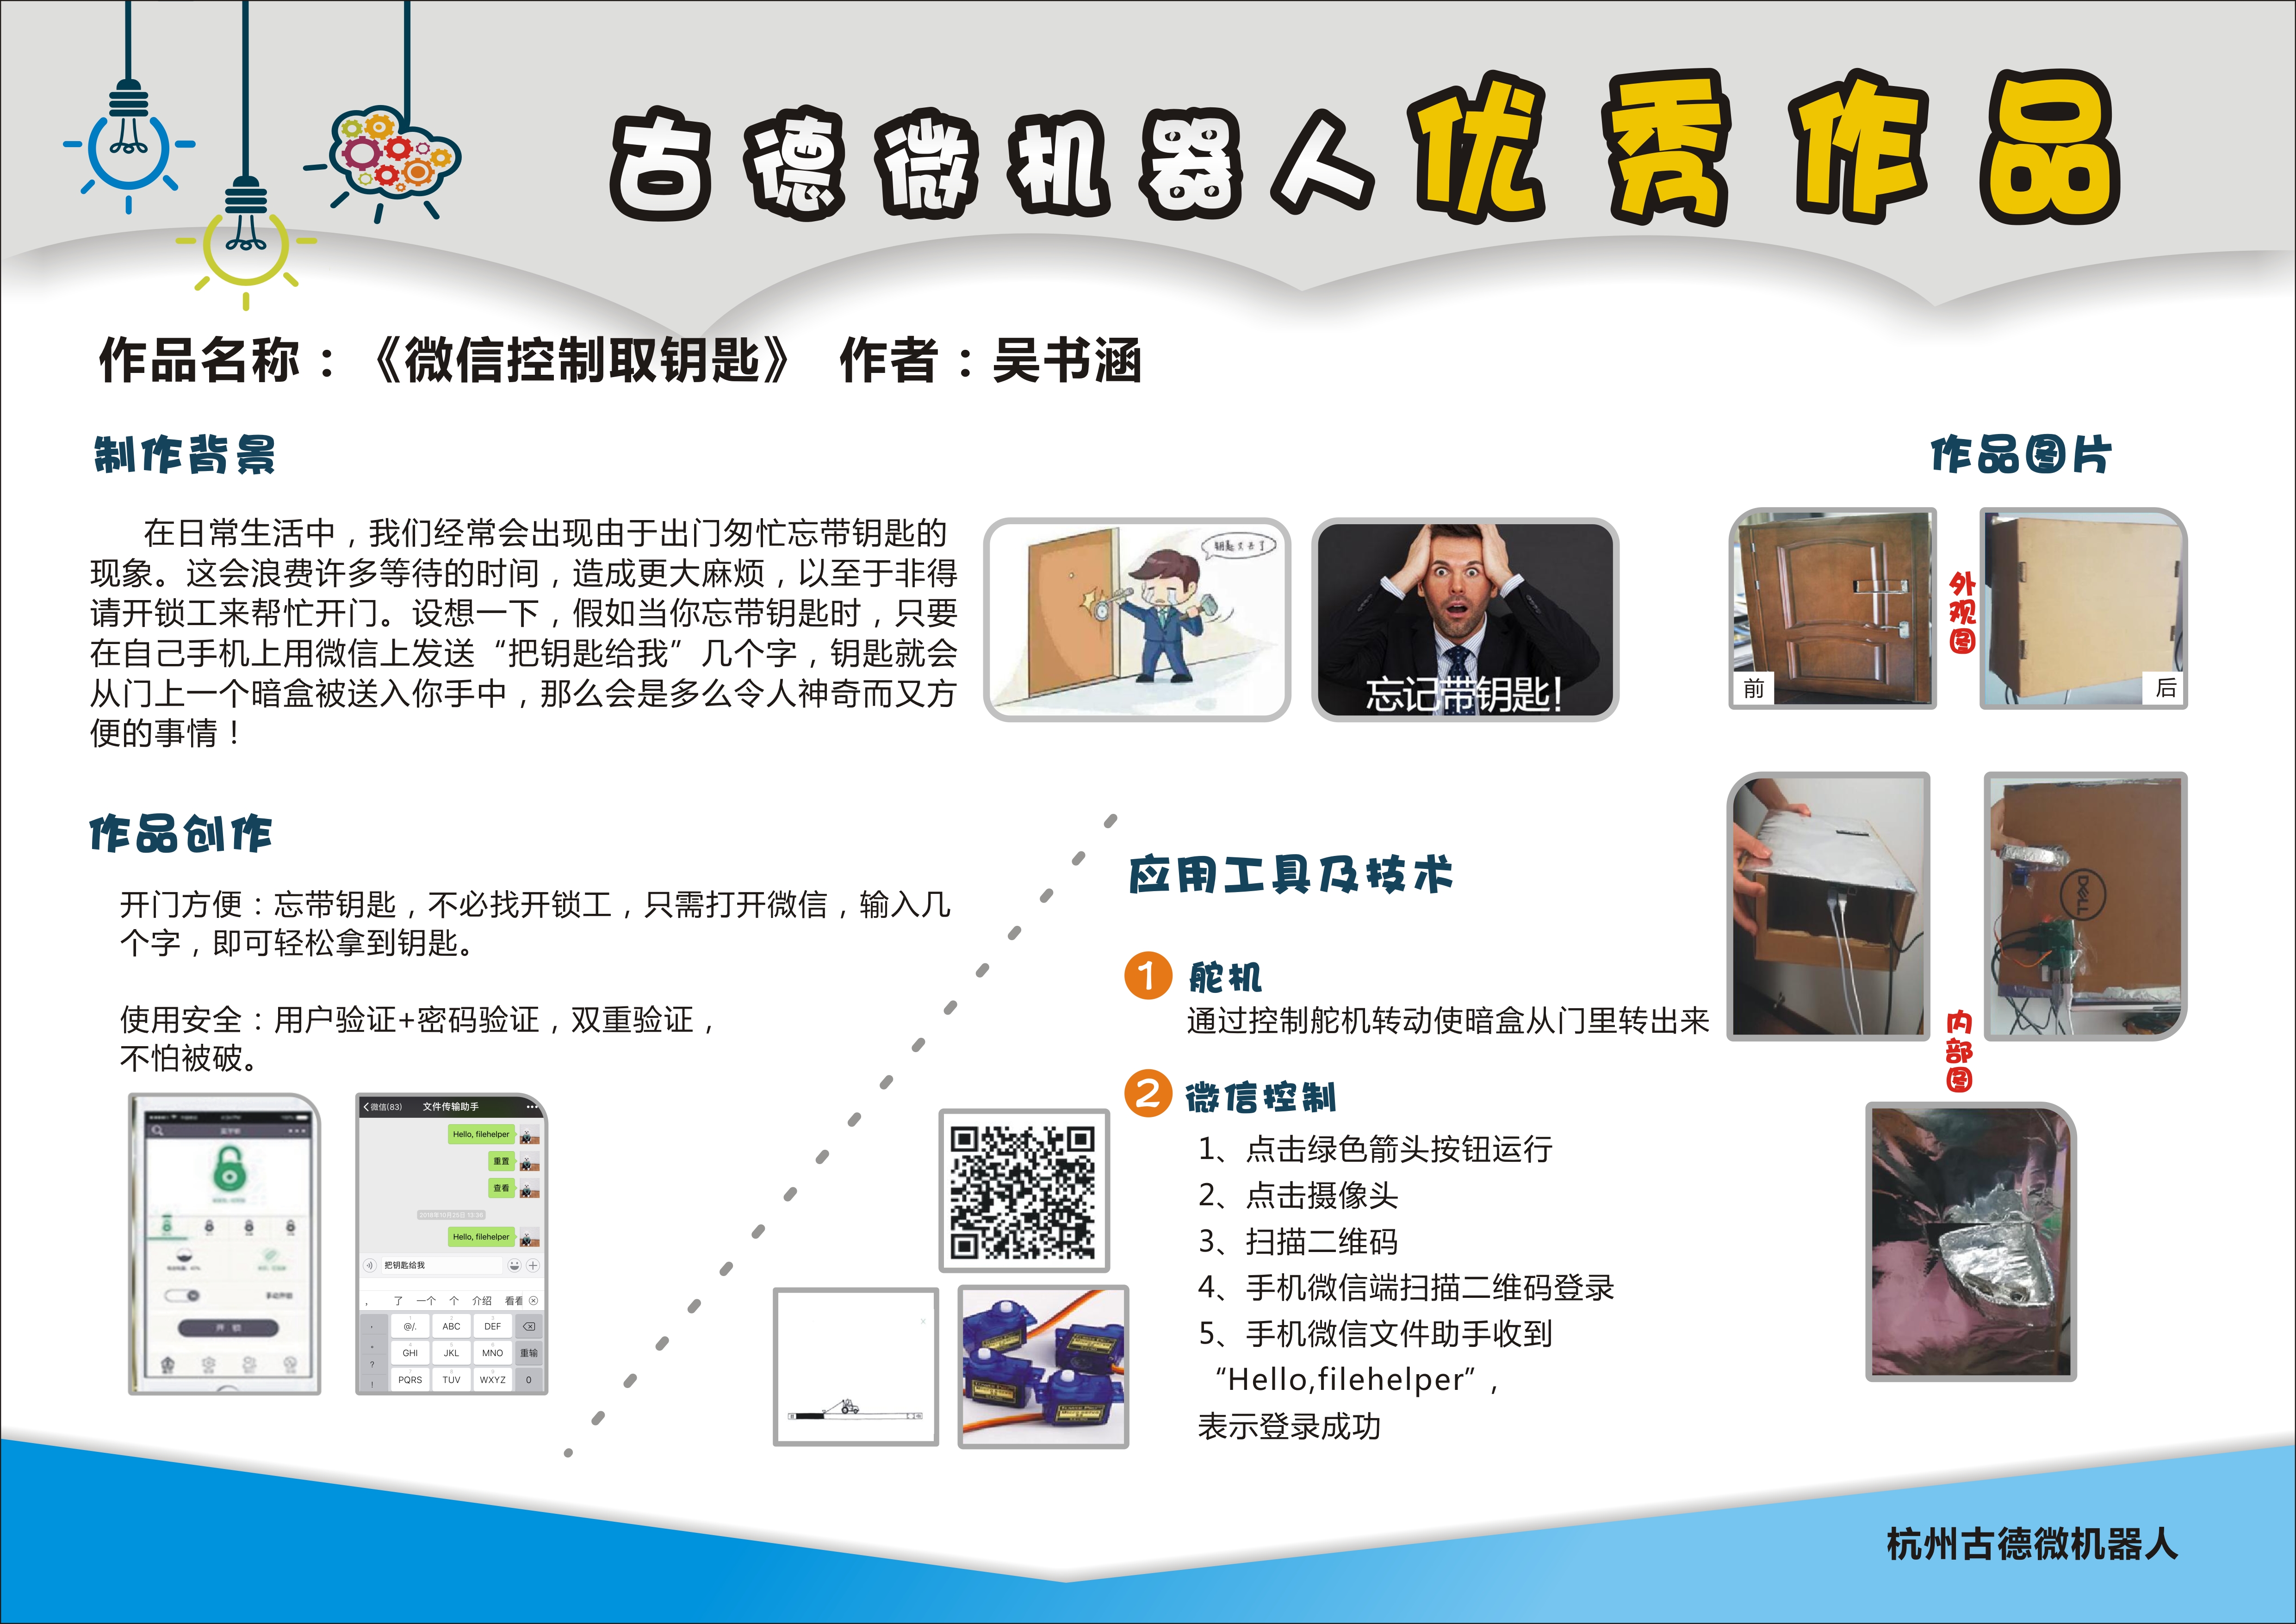 古德微机器人优秀作品
作品名称：《微信控制取钥匙》 作者：吴书涵
制作背景
在日常生活中，我们经常会出现由于出门匆忙忘带钥匙的
现象。这会浪费许多等待的时间，造成更大麻烦，以至于非得
请开锁工来帮忙开门。设想一下，假如当你忘带钥匙时，只要
在自己手机上用微信上发送“把钥匙给我”几个字，钥匙就会
从门上一个暗盒被送入你手中，那么会是多么令人神奇而又方
便的事情！
忘记带钥匙！
作品图片
外观图
前
后
内部图
DELL
作品创作
开门方便：忘带钥匙，不必找开锁工，只需打开微信，输入几
个字，即可轻松拿到钥匙。
使用安全：用户验证+密码验证，双重验证，
不怕被破。
开 锁
微信(83) 文件传输助手
Hello, filehelper
重置
查看
2018年10月25日 13:36
Hello, filehelper
把钥匙给我
， 了 一个 个 介绍 看看
@/. ABC DEF
GHI JKL MNO 重输
? PQRS TUV WXYZ 0
!
应用工具及技术
1 舵机
通过控制舵机转动使暗盒从门里转出来
2 微信控制
1、点击绿色箭头按钮运行
2、点击摄像头
3、扫描二维码
4、手机微信端扫描二维码登录
5、手机微信文件助手收到
“Hello,filehelper”,
表示登录成功
杭州古德微机器人